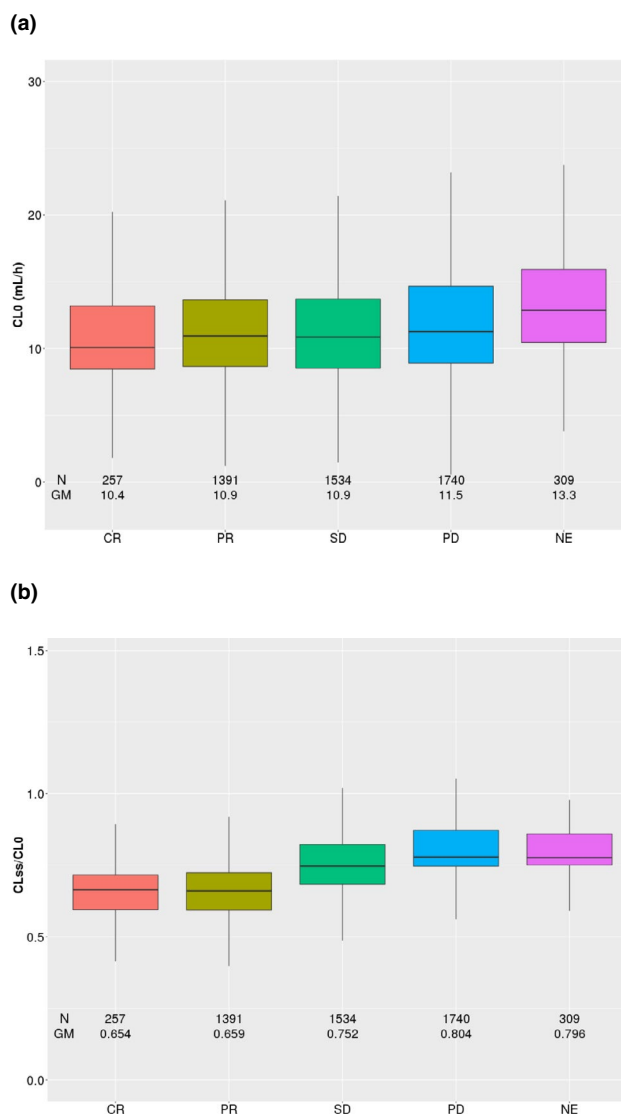 (a)
30
20
10
0
CL0 (mL/h)
N 257 1391 1534 1740 309
GM 10.4 10.9 10.9 11.5 13.3
CR PR SD PD NE
(b)
1.5
1.0
0.5
0.0
CLss/CL0
N 257 1391 1534 1740 309
GM 0.654 0.659 0.752 0.804 0.796
CR PR SD PD NE